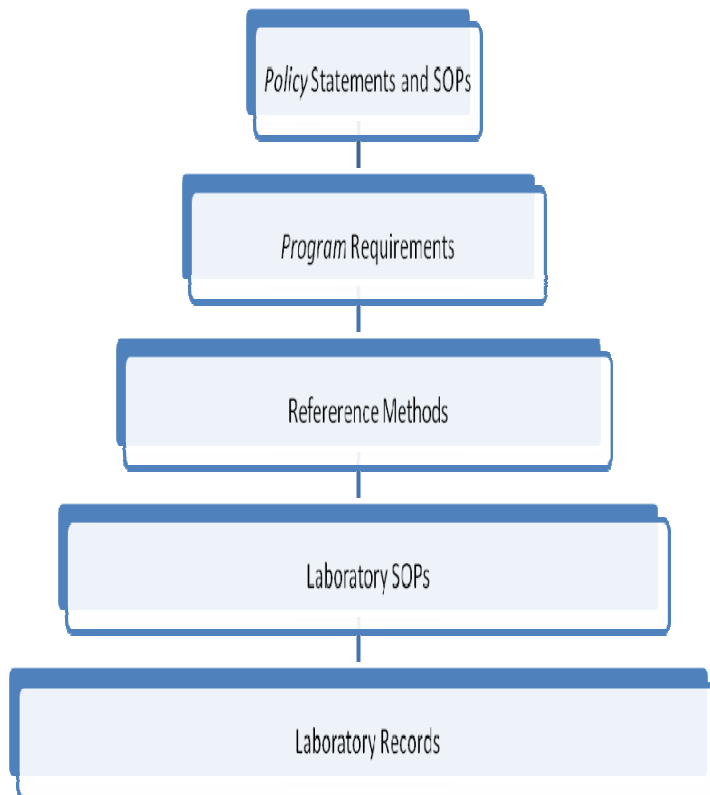 Policy Statements and SOPs
Program Requirements
Refererence Methods
Laboratory SOPs
Laboratory Records